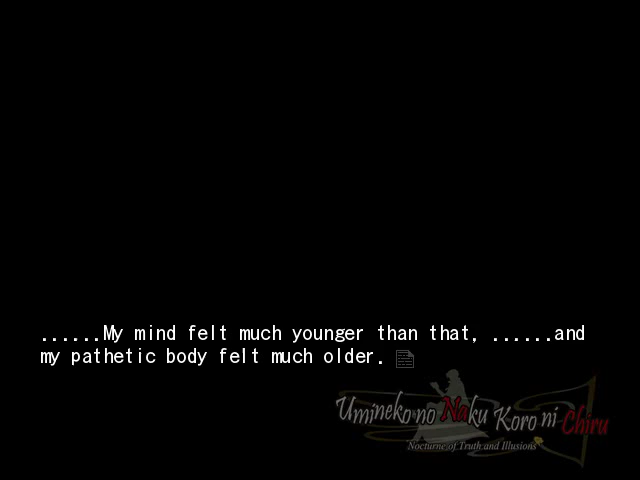 ......My mind felt much younger than that, ......and
my pathetic body felt much older.
Umineko no Naku Koro ni Chiru
Nocturne of Truth and Illusions